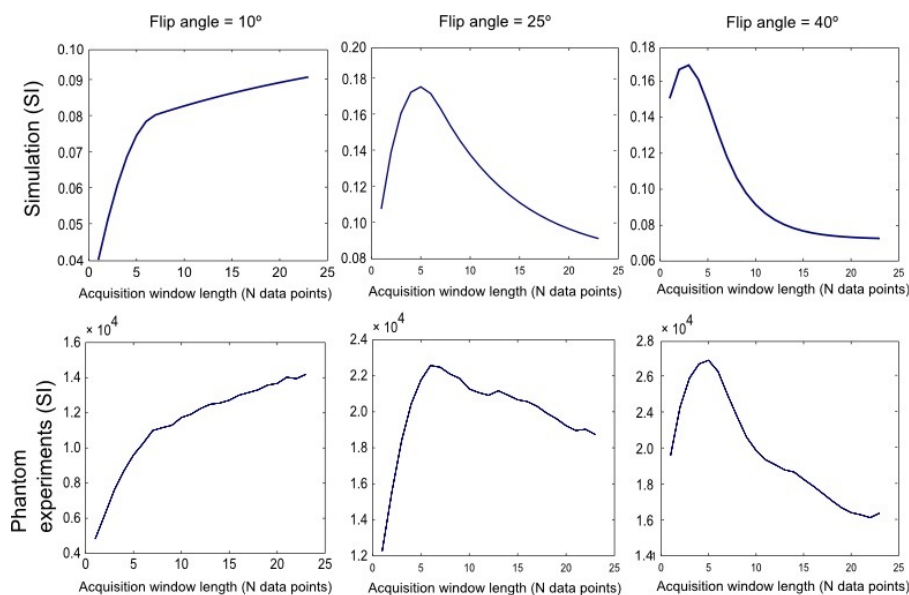 Flip angle = 10º
Flip angle = 25º
Flip angle = 40º
Simulation (SI)
0.10
0.09
0.08
0.07
0.06
0.05
0.04
0 5 10 15 20 25
Acquisition window length (N data points)
0.20
0.18
0.16
0.14
0.12
0.10
0.08
0 5 10 15 20 25
Acquisition window length (N data points)
0.18
0.16
0.14
0.12
0.10
0.08
0.06
0 5 10 15 20 25
Acquisition window length (N data points)
Phantom
experiments (SI)
× 10⁴
1.6
1.4
1.2
1.0
0.8
0.6
0.4
0 5 10 15 20 25
Acquisition window length (N data points)
× 10⁴
2.4
2.2
2.0
1.8
1.6
1.4
1.2
0 5 10 15 20 25
Acquisition window length (N data points)
× 10⁴
2.8
2.6
2.4
2.2
2.0
1.8
1.6
1.4
0 5 10 15 20 25
Acquisition window length (N data points)